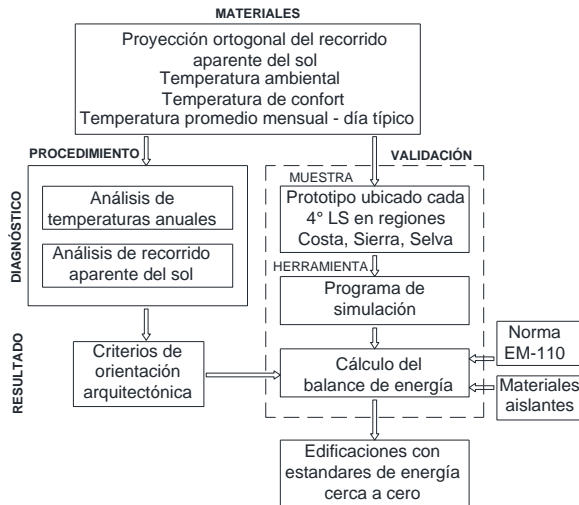 MATERIALES
Proyección ortogonal del recorrido
aparente del sol
Temperatura ambiental
Temperatura de confort
Temperatura promedio mensual - día típico
PROCEDIMIENTO
VALIDACIÓN
DIAGNÓSTICO
Análisis de
temperaturas anuales
Análisis de recorrido
aparente del sol
MUESTRA
Prototipo ubicado cada
4° LS en regiones
Costa, Sierra, Selva
HERRAMIENTA
Programa de
simulación
RESULTADO
Criterios de
orientación
arquitectónica
Cálculo del
balance de energía
Norma
EM-110
Materiales
aislantes
Edificaciones con
estandares de energía
cerca a cero